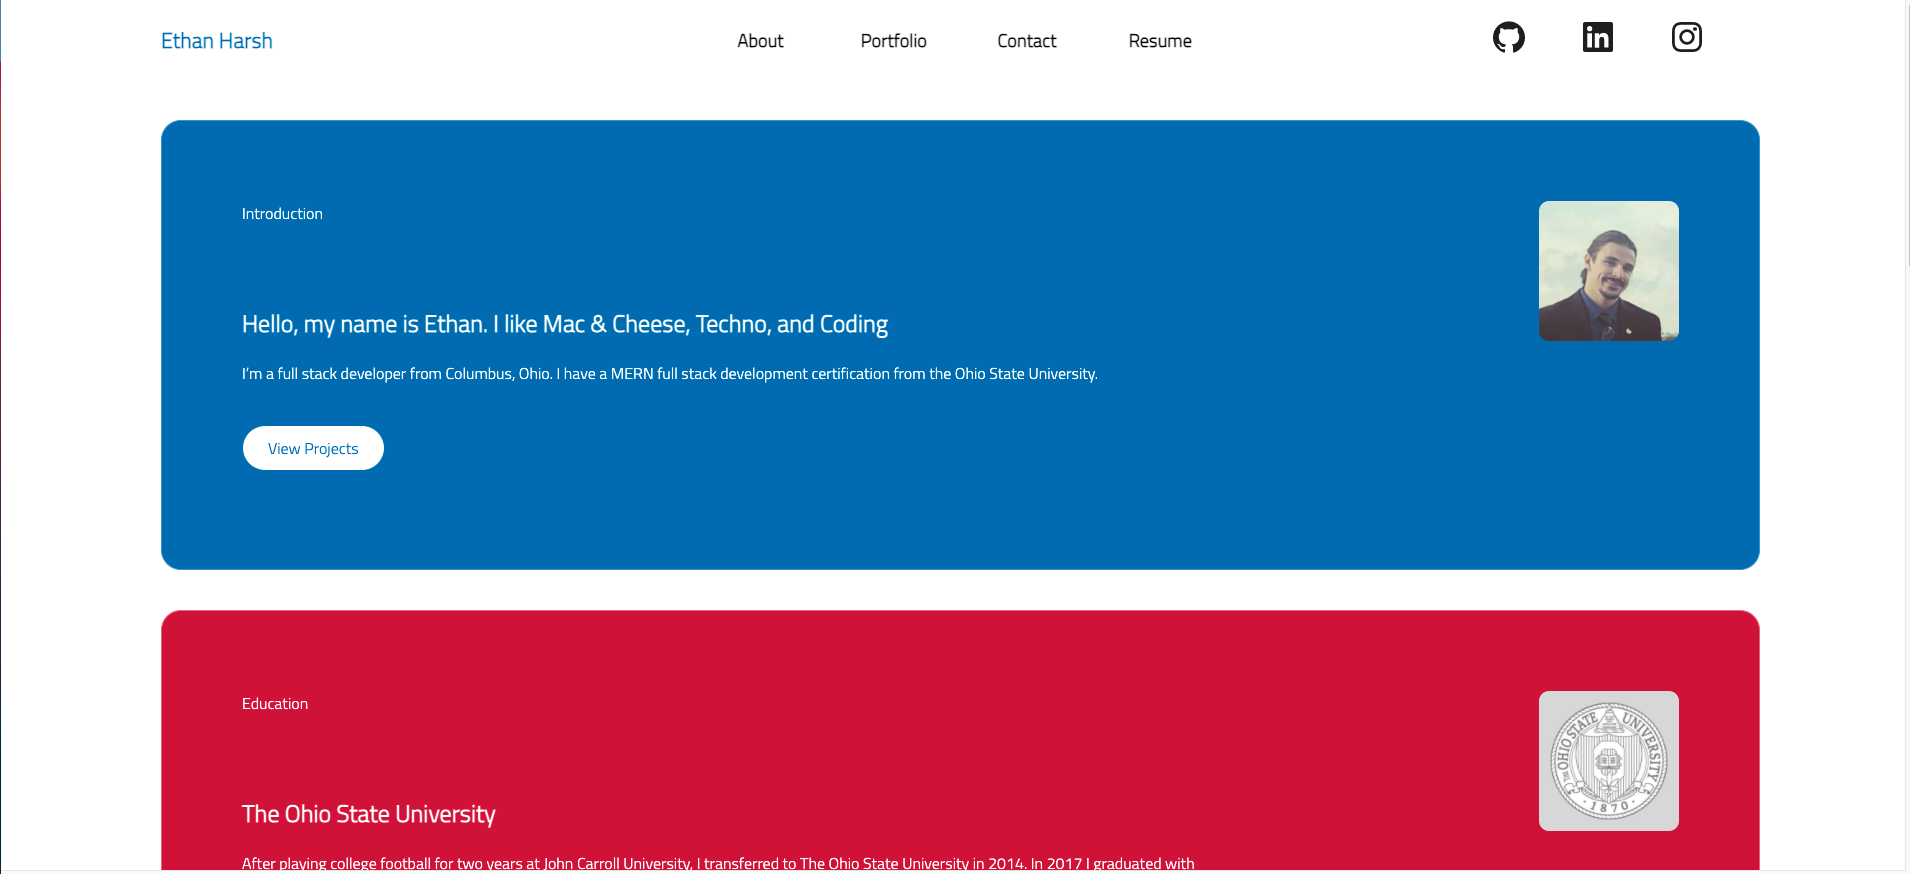 Ethan Harsh
About Portfolio Contact Resume
Introduction
Hello, my name is Ethan. I like Mac & Cheese, Techno, and Coding
I'm a full stack developer from Columbus, Ohio. I have a MERN full stack development certification from the Ohio State University.
View Projects
Education
THE OHIO STATE UNIVERSITY
1870
The Ohio State University
After playing college football for two years at John Carroll University, I transferred to The Ohio State University in 2014. In 2017 I graduated with